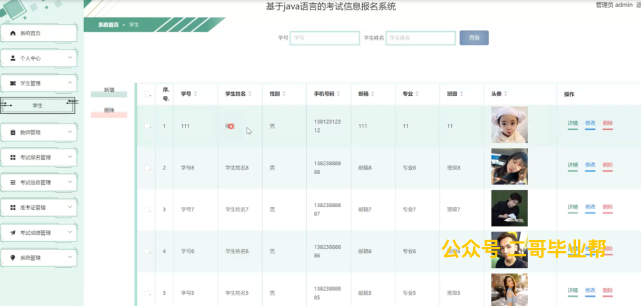 基于java语言的考试信息报名系统
管理员 admin
系统首页 > 学生
系统首页
个人中心
学生管理
学生
教师管理
考试报名管理
考试信息管理
准考证管理
考试成绩管理
系统管理
学号 学号 学生姓名 学生姓名 查询
新增
删除
序号 学号 学生姓名 性别 手机号码 邮箱 专业 班级 头像 操作
1 111 男 13812312312 111 11 11 详情 修改 删除
2 学号8 学生姓名8 男 13823888888 邮箱8 专业8 班级8 详情 修改 删除
3 学号7 学生姓名7 男 13823888887 邮箱7 专业7 班级7 详情 修改 删除
4 学号6 学生姓名6 男 13823888886 邮箱6 专业6 班级6
5 学号5 学生姓名5 男 13823888885 邮箱5 专业5 班级5 详情 修改 删除
公众号:二哥毕业帮